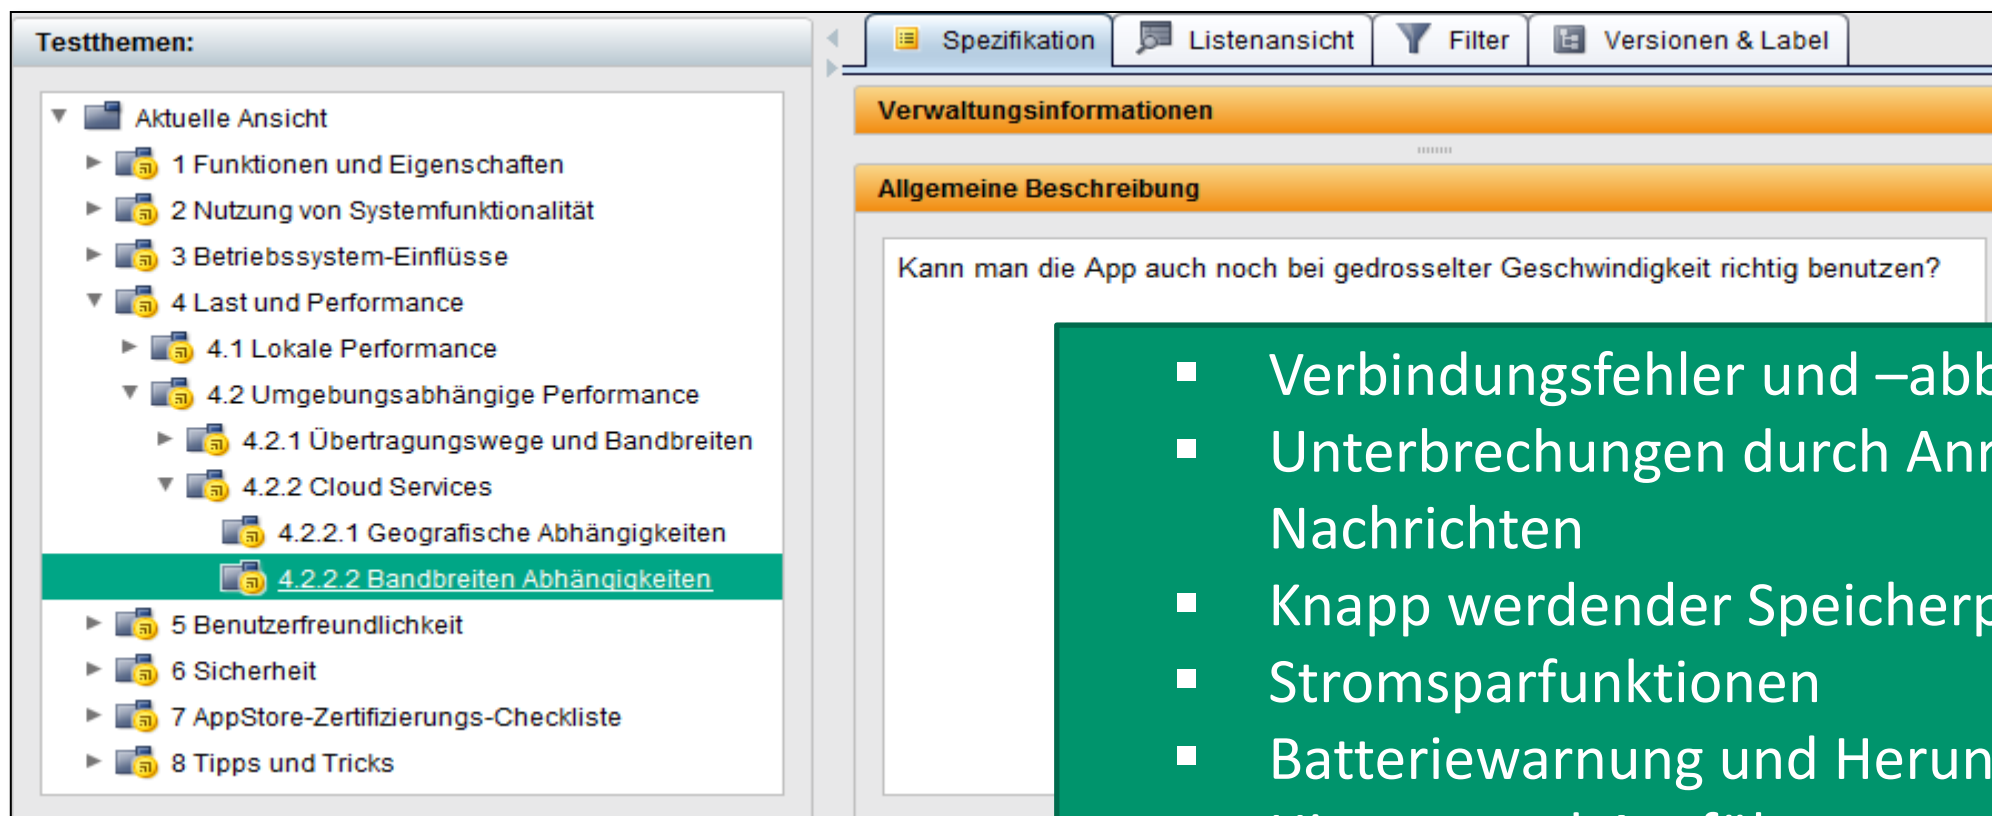 Testthemen:
Aktuelle Ansicht
1 Funktionen und Eigenschaften
2 Nutzung von Systemfunktionalität
3 Betriebssystem-Einflüsse
4 Last und Performance
4.1 Lokale Performance
4.2 Umgebungsabhängige Performance
4.2.1 Übertragungswege und Bandbreiten
4.2.2 Cloud Services
4.2.2.1 Geografische Abhängigkeiten
4.2.2.2 Bandbreiten Abhängigkeiten
5 Benutzerfreundlichkeit
6 Sicherheit
7 AppStore-Zertifizierungs-Checkliste
8 Tipps und Tricks
Spezifikation Listenansicht Filter Versionen & Label
Verwaltungsinformationen
Allgemeine Beschreibung
Kann man die App auch noch bei gedrosselter Geschwindigkeit richtig benutzen?
▪ Verbindungsfehler und –abb
▪ Unterbrechungen durch Anr
Nachrichten
▪ Knapp werdender Speicherp
▪ Stromsparfunktionen
▪ Batteriewarnung und Herun